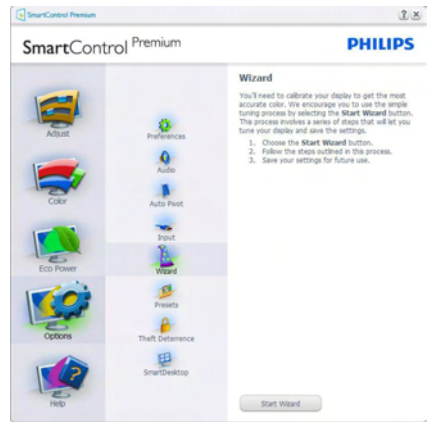 SmartControl Premium
SmartControl Premium
PHILIPS
Adjust
Color
Eco Power
Options
Help
Preferences
Audio
Auto Pivot
Input
Wizard
Presets
Theft Deterrence
SmartDesktop
Wizard
You'll need to calibrate your display to get the most
accurate color. We encourage you to use the simple
tuning process by selecting the Start Wizard button.
This process involves a series of steps that will let you
tune your display and save the settings.
1. Choose the Start Wizard button.
2. Follow the steps outlined in this process.
3. Save your settings for future use.
Start Wizard